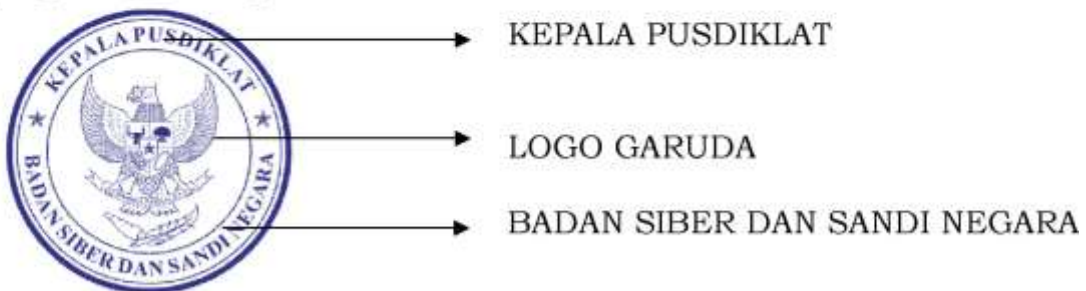 KEPALA PUSDIKLAT
KEPALA PUSDIKLAT
LOGO GARUDA
BADAN SIBER DAN SANDI NEGARA
BADAN SIBER DAN SANDI NEGARA